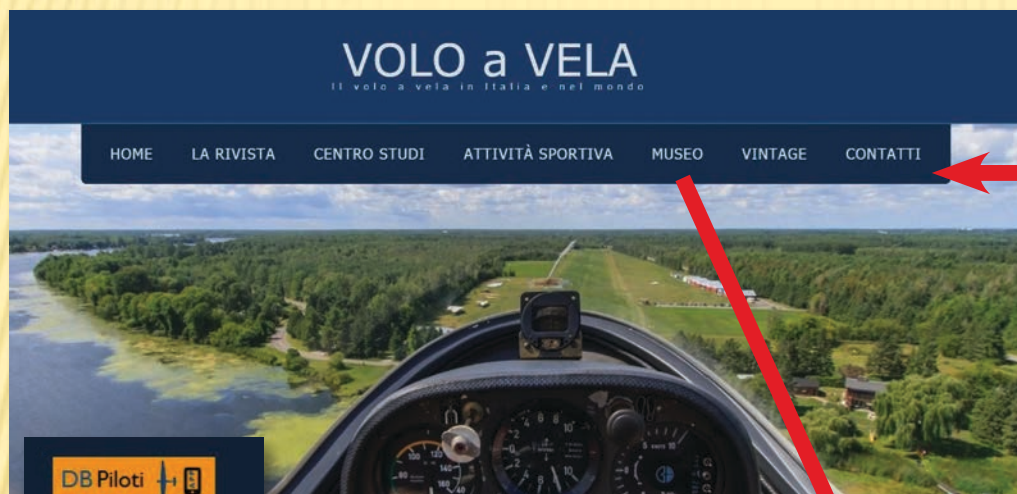 VOLO a VELA
Il volo a vela in Italia e nel mondo
HOME LA RIVISTA CENTRO STUDI ATTIVITÀ SPORTIVA MUSEO VINTAGE CONTATTI
DB Piloti